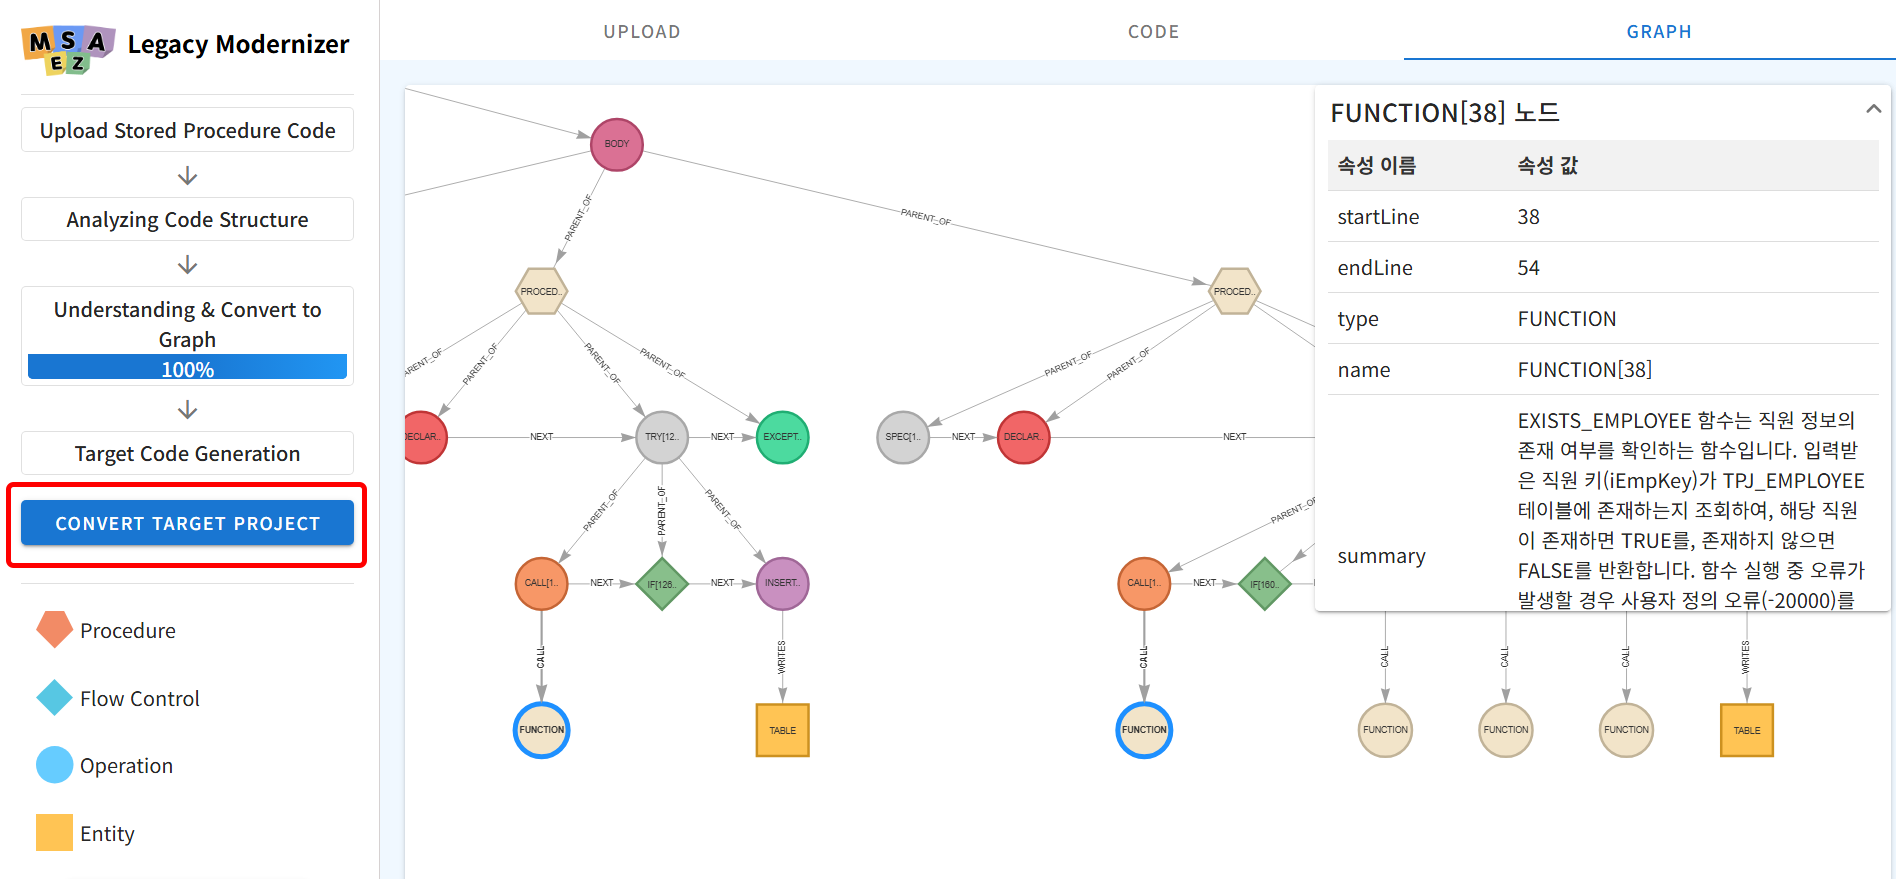 MSA
EZ
Legacy Modernizer
Upload Stored Procedure Code
Analyzing Code Structure
Understanding & Convert to
Graph
100%
Target Code Generation
CONVERT TARGET PROJECT
Procedure
Flow Control
Operation
Entity
UPLOAD
CODE
GRAPH
BODY
PARENT_OF
PARENT_OF
PROCED..
PROCED..
ARENT_OF
PARENT_OF
PARENT_OF
PARENT_OF
PARENT_OF
PARENT_OF
DECLAR..
NEXT
TRY[12..
NEXT
EXCEPT..
SPEC[1..
NEXT
DECLAR..
NEXT
PARENT_OF
PARENT_OF
PARENT_OF
PARENT_OF
CALL[1..
NEXT
IF[126..
NEXT
INSERT..
CALL[1..
NEXT
IF[160..
CALL
WRITES
CALL
CALL
CALL
CALL
WRITES
FUNCTION
TABLE
FUNCTION
FUNCTION
FUNCTION
FUNCTION
TABLE
FUNCTION[38] 노드
속성 이름 속성 값
startLine 38
endLine 54
type FUNCTION
name FUNCTION[38]
summary
EXISTS_EMPLOYEE 함수는 직원 정보의
존재 여부를 확인하는 함수입니다. 입력받
은 직원 키(iEmpKey)가 TPJ_EMPLOYEE
테이블에 존재하는지 조회하여, 해당 직원
이 존재하면 TRUE를, 존재하지 않으면
FALSE를 반환합니다. 함수 실행 중 오류가
발생할 경우 사용자 정의 오류(-20000)를